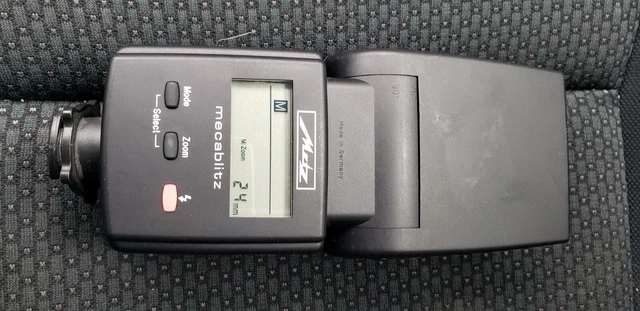 Made in Germany
Metz
M
M.Zoom 24 mm
mecablitz
Mode Zoom
Select